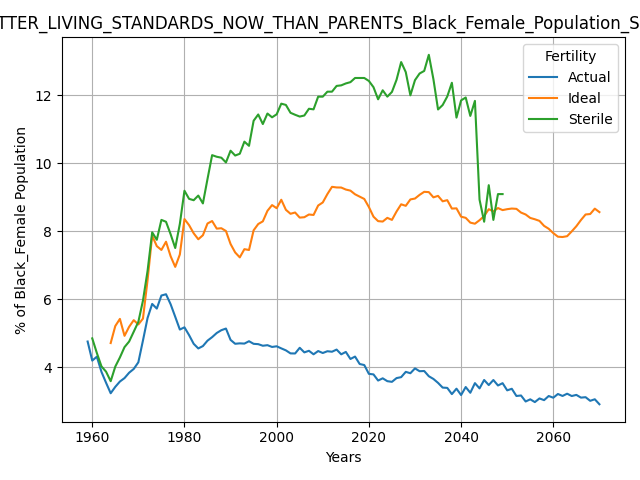 TTER_LIVING_STANDARDS_NOW_THAN_PARENTS_Black_Female_Population_S
% of Black_Female Population
12
10
8
6
4
1960 1980 2000 2020 2040 2060
Years
Fertility
Actual
Ideal
Sterile